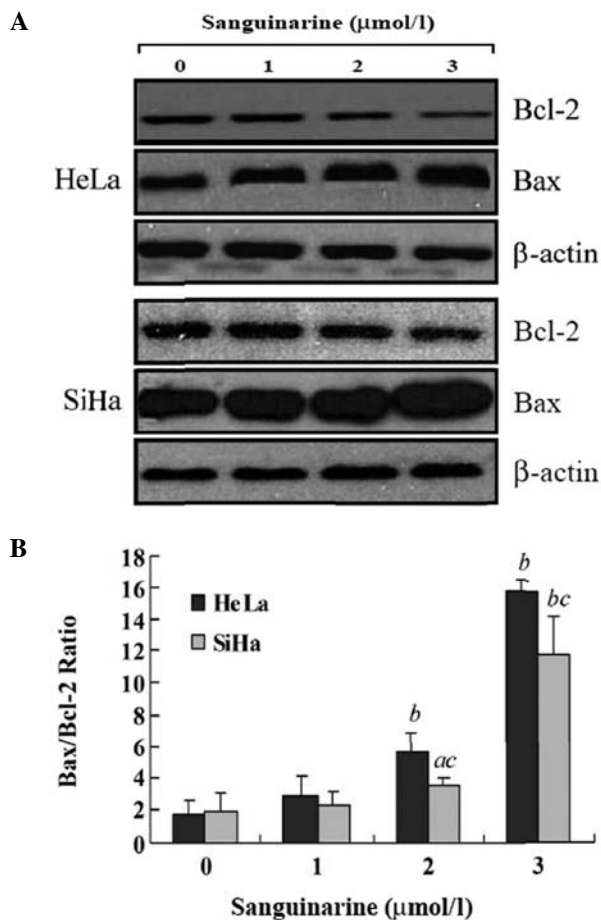 A
Sanguinarine (μmol/l)
0 1 2 3
Bcl-2
HeLa
Bax
β-actin
Bcl-2
SiHa
Bax
β-actin
B
18
16
14
12
10
8
6
4
2
0
Bax/Bcl-2 Ratio
HeLa
SiHa
b
ac
b
bc
0 1 2 3
Sanguinarine (μmol/l)